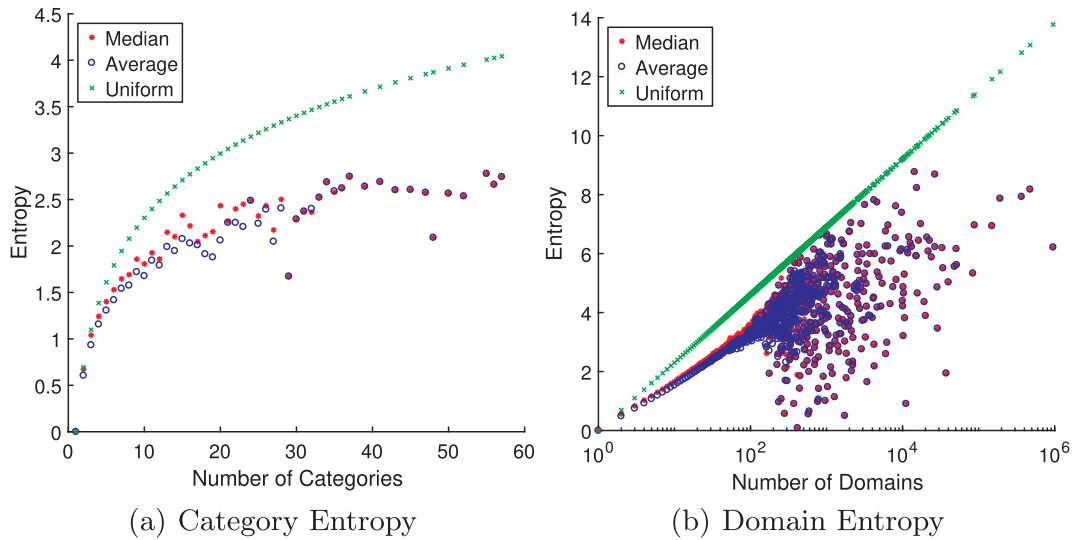 4.5
4
3.5
3
2.5
2
1.5
1
0.5
0
Entropy
Median
Average
Uniform
0 10 20 30 40 50 60
Number of Categories
(a) Category Entropy
14
12
10
8
6
4
2
0
Entropy
Median
Average
Uniform
10^0 10^2 10^4 10^6
Number of Domains
(b) Domain Entropy